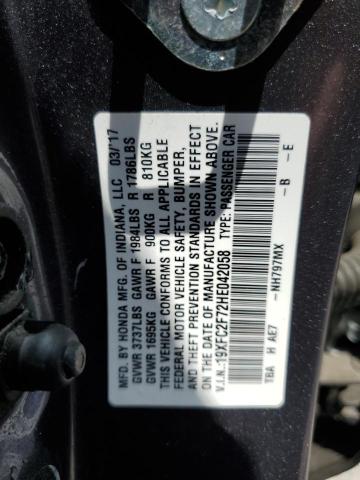 MFD. BY HONDA MFG. OF INDIANA, LLC 03/17
GVWR 3737LBS GAWR F 1984LBS R 1786LBS
GVWR 1695KG GAWR F 900KG R 810KG
THIS VEHICLE CONFORMS TO ALL APPLICABLE
FEDERAL MOTOR VEHICLE SAFETY, BUMPER,
AND THEFT PREVENTION STANDARDS IN EFFECT
ON THE DATE OF MANUFACTURE SHOWN ABOVE.
V.I.N.: 19XFC2F72HE042058 TYPE: PASSENGER CAR
-NH797MX -B -E
TBA H AE7